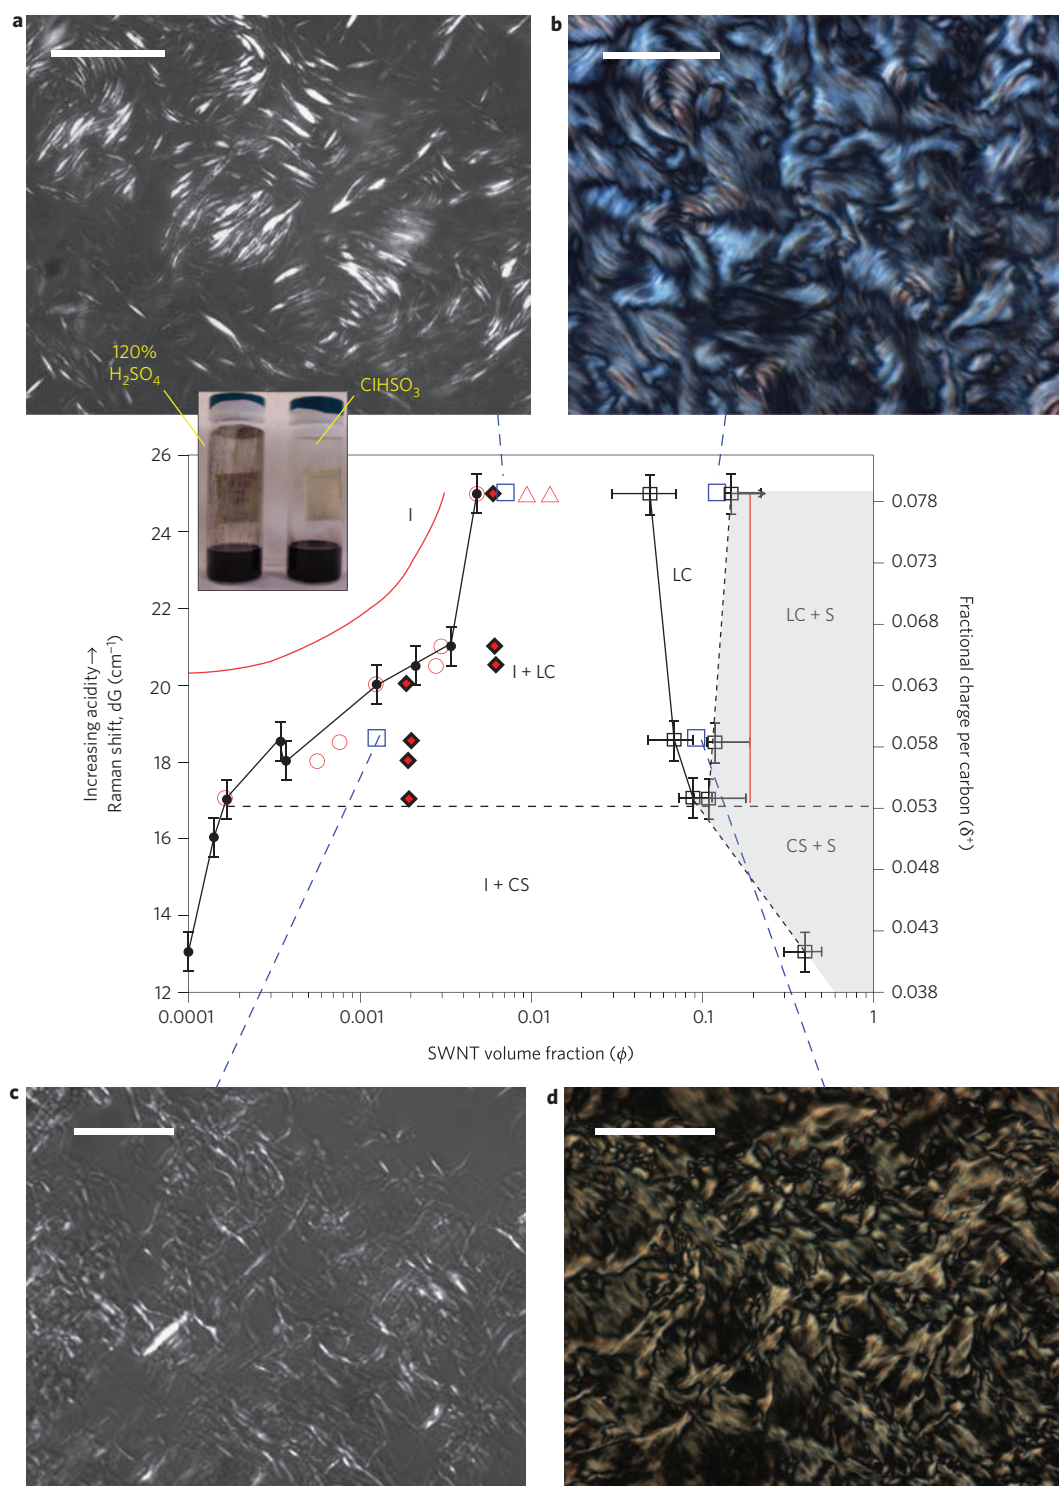 a
b
120%
H2SO4
ClHSO3
26
24
22
20
18
16
14
12
Increasing acidity→
Raman shift, dG (cm⁻¹)
I
LC
I + LC
LC + S
I + CS
CS + S
0.078
0.073
0.068
0.063
0.058
0.053
0.048
0.043
0.038
Fractional charge per carbon (δ⁺)
0.0001
0.001
0.01
0.1
1
SWNT volume fraction (ϕ)
c
d